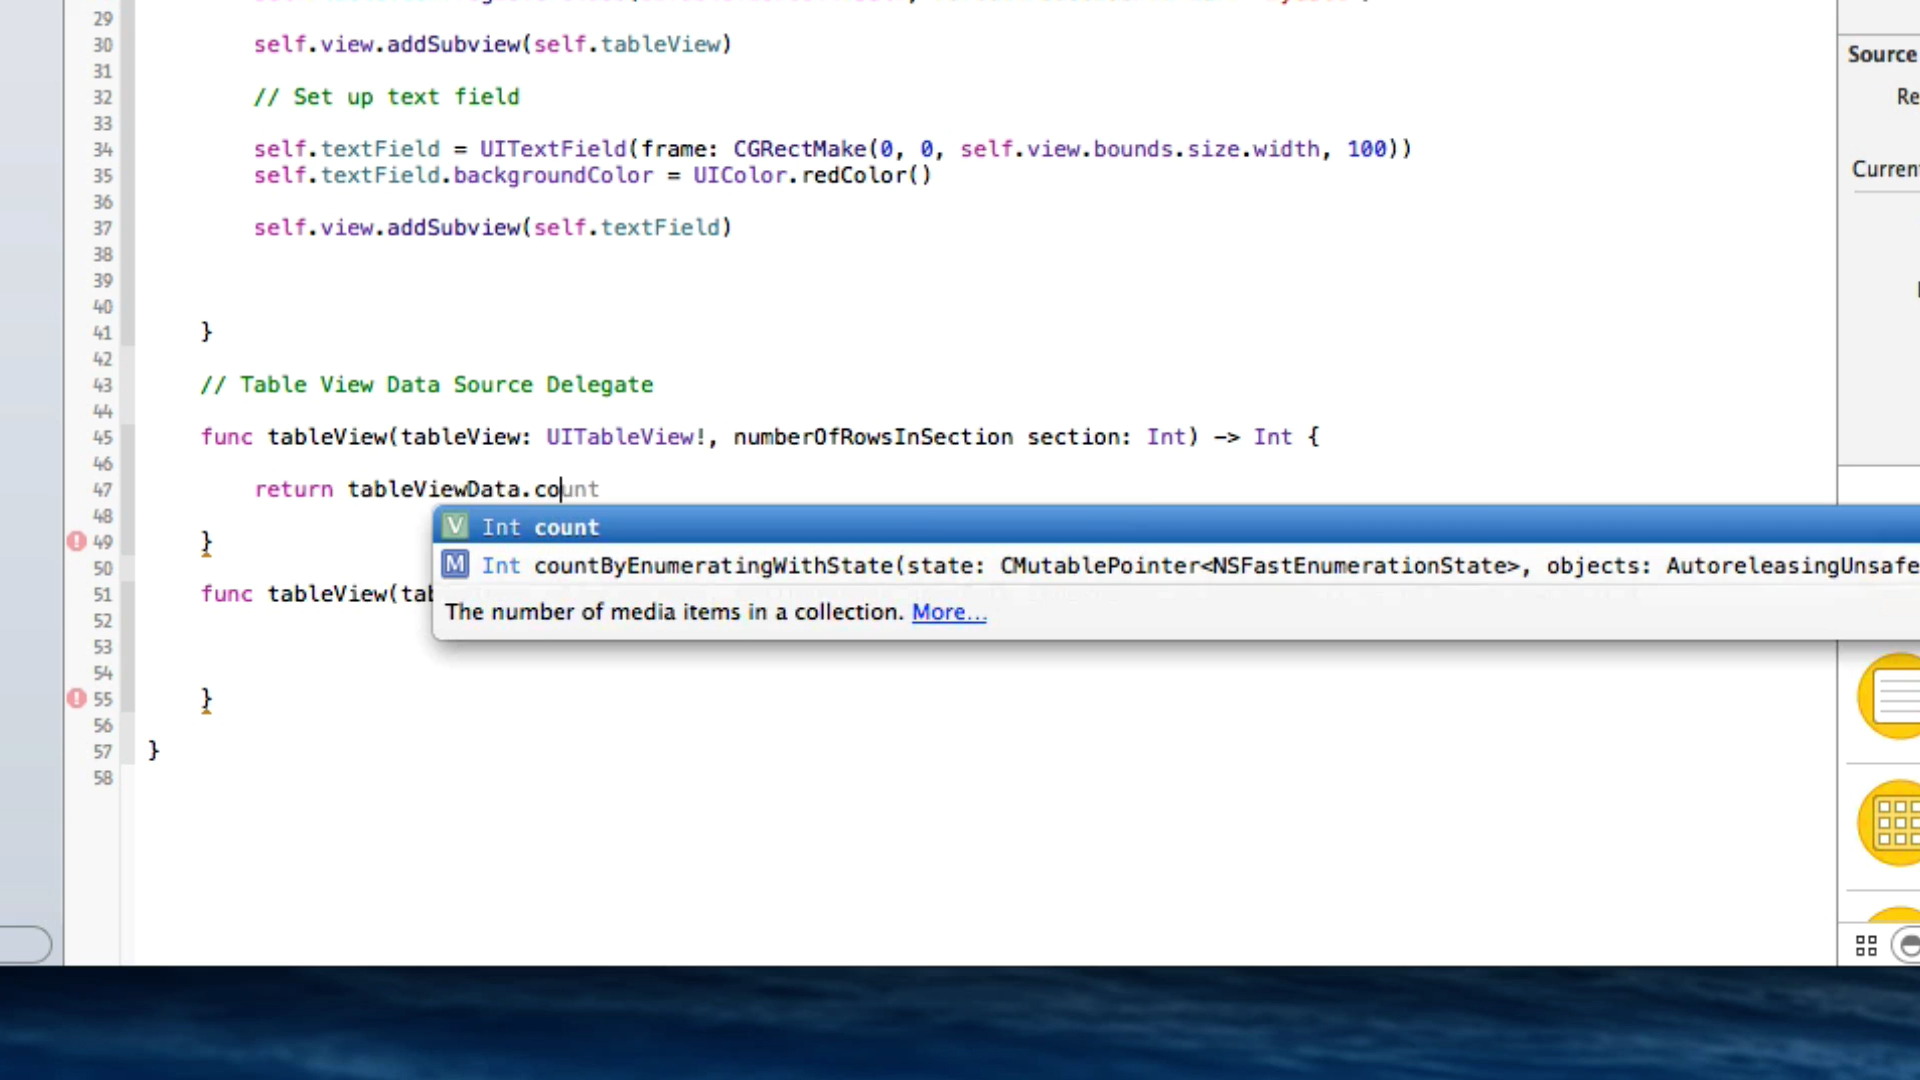 29
30 self.view.addSubview(self.tableView)
31
32 // Set up text field
33
34 self.textField = UITextField(frame: CGRectMake(0, 0, self.view.bounds.size.width, 100))
35 self.textField.backgroundColor = UIColor.redColor()
36
37 self.view.addSubview(self.textField)
38
39
40
41 }
42
43 // Table View Data Source Delegate
44
45 func tableView(tableView: UITableView!, numberOfRowsInSection section: Int) -> Int {
46
47 return tableViewData.count
48
V Int count
! 49 }
M Int countByEnumeratingWithState(state: CMutablePointer<NSFastEnumerationState>, objects: AutoreleasingUnsafe
50
51 func tableView(ta
The number of media items in a collection. More...
52
53
54
! 55 }
56
57 }
58
Source
Re
Curren